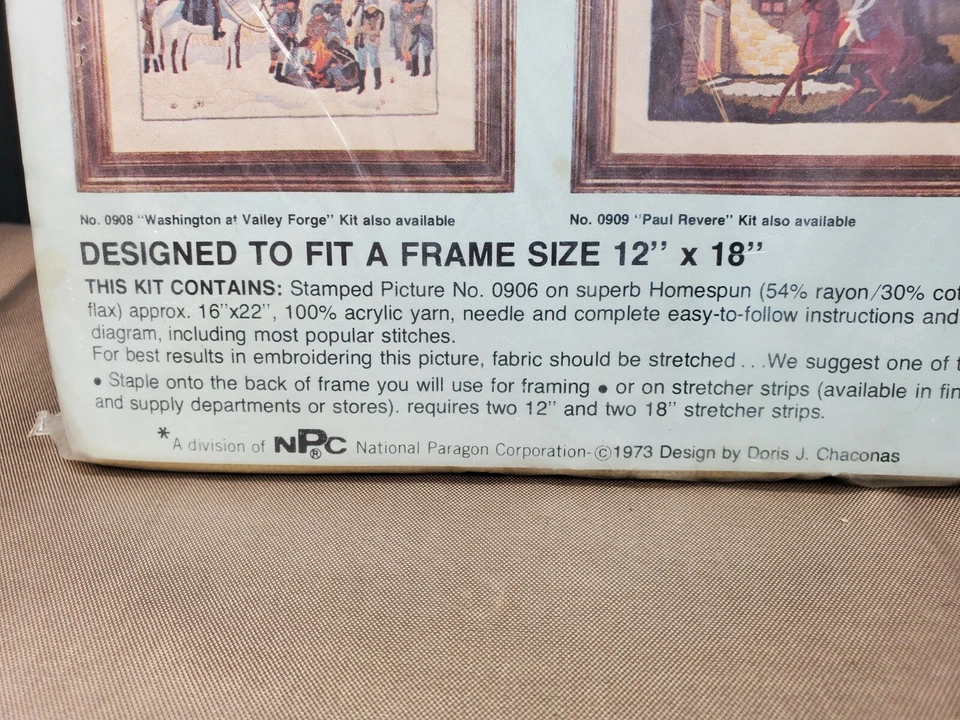 No. 0908 "Washington at Valley Forge" Kit also available
No. 0909 "Paul Revere" Kit also available
DESIGNED TO FIT A FRAME SIZE 12" x 18"
THIS KIT CONTAINS: Stamped Picture No. 0906 on superb Homespun (54% rayon/30% cot
flax) approx. 16"x22", 100% acrylic yarn, needle and complete easy-to-follow instructions and
diagram, including most popular stitches.
For best results in embroidering this picture, fabric should be stretched...We suggest one of t
• Staple onto the back of frame you will use for framing • or on stretcher strips (available in fin
and supply departments or stores). requires two 12" and two 18" stretcher strips.
*A division of NPC® National Paragon Corporation-©1973 Design by Doris J. Chaconas